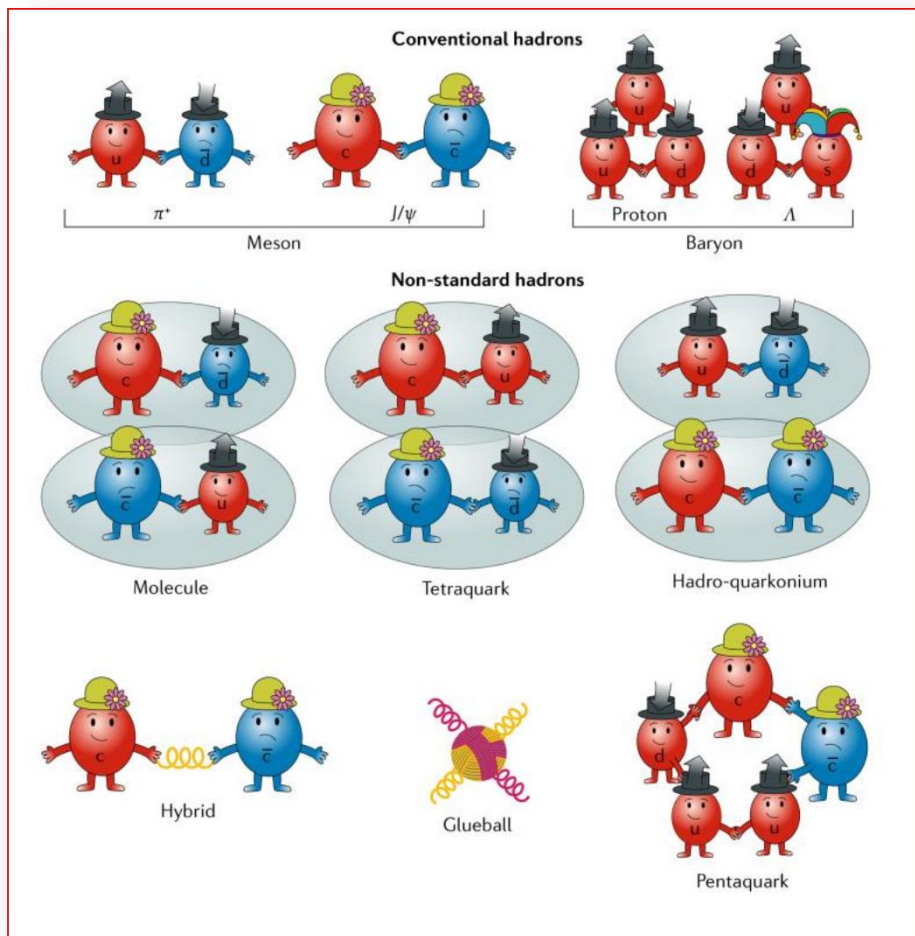 Conventional hadrons
u d̅ c c̅ u u d u d s
π⁺ J/ψ Proton Λ
Meson Baryon
Non-standard hadrons
c d̅ c u u d̅
c̅ u c̅ d̅ c c̅
Molecule Tetraquark Hadro-quarkonium
c c̅ c d c̅ u u
Hybrid Glueball Pentaquark